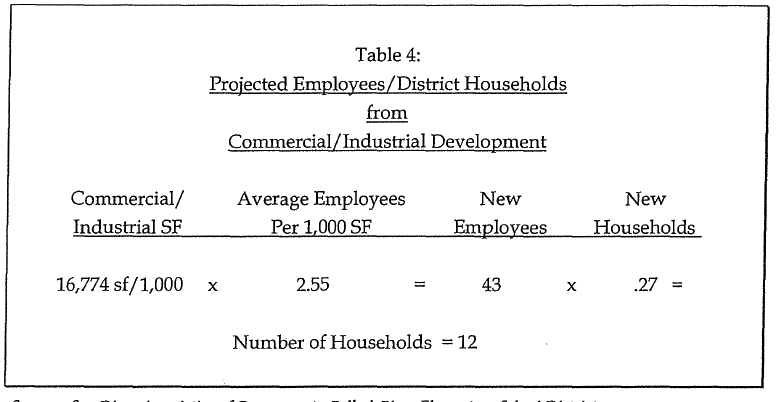 Table 4:
Projected Employees/District Households
from
Commercial/Industrial Development
Commercial/ Average Employees New New
Industrial SF Per 1,000 SF Employees Households
16,774 sf/1,000 x 2.55 = 43 x .27 =
Number of Households = 12